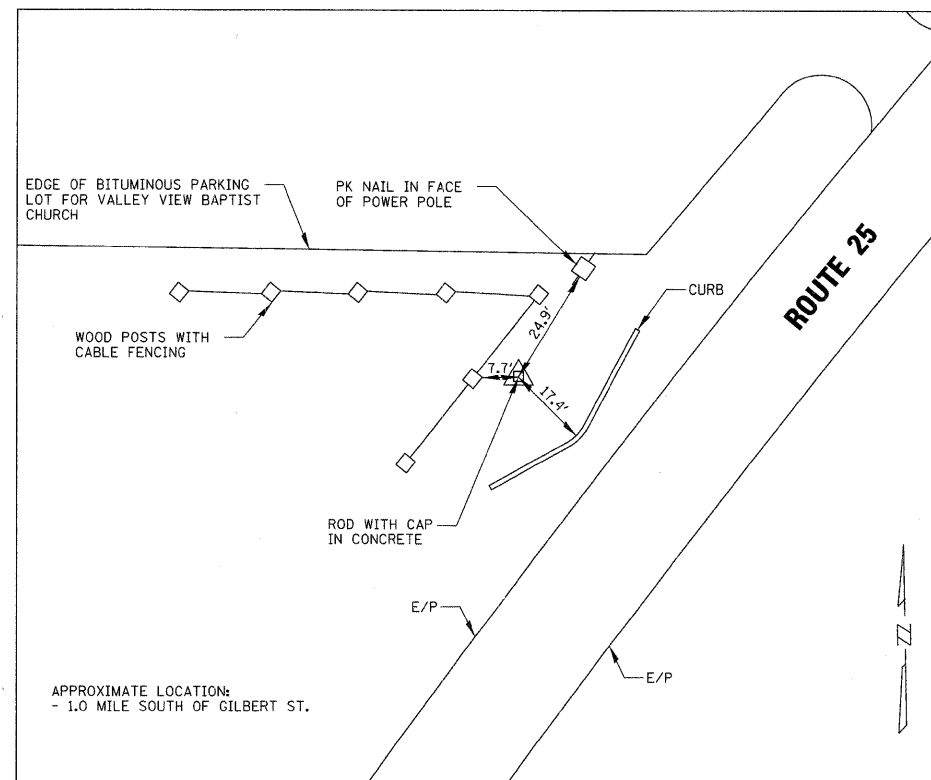 EDGE OF BITUMINOUS PARKING
LOT FOR VALLEY VIEW BAPTIST
CHURCH
PK NAIL IN FACE
OF POWER POLE
ROUTE 25
CURB
WOOD POSTS WITH
CABLE FENCING
24.9'
7.7'
17.4'
ROD WITH CAP
IN CONCRETE
E/P
E/P
N
APPROXIMATE LOCATION:
- 1.0 MILE SOUTH OF GILBERT ST.